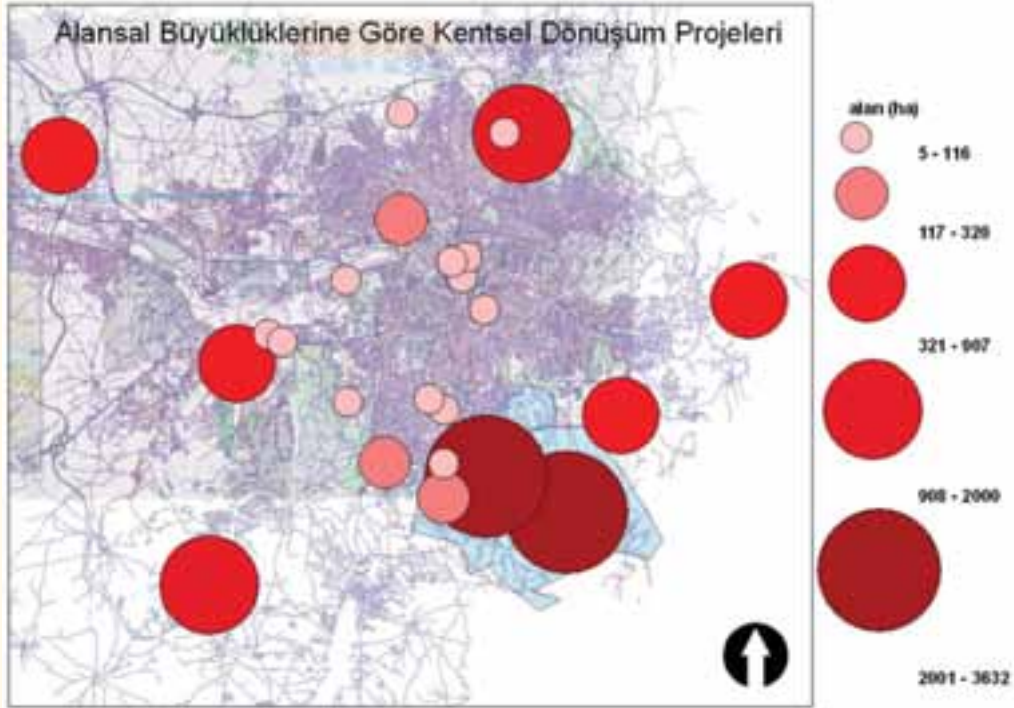 Alansal Büyüklüklerine Göre Kentsel Dönüşüm Projeleri
alan (ha)
5 - 116
117 - 320
321 - 907
908 - 2000
2001 - 3632